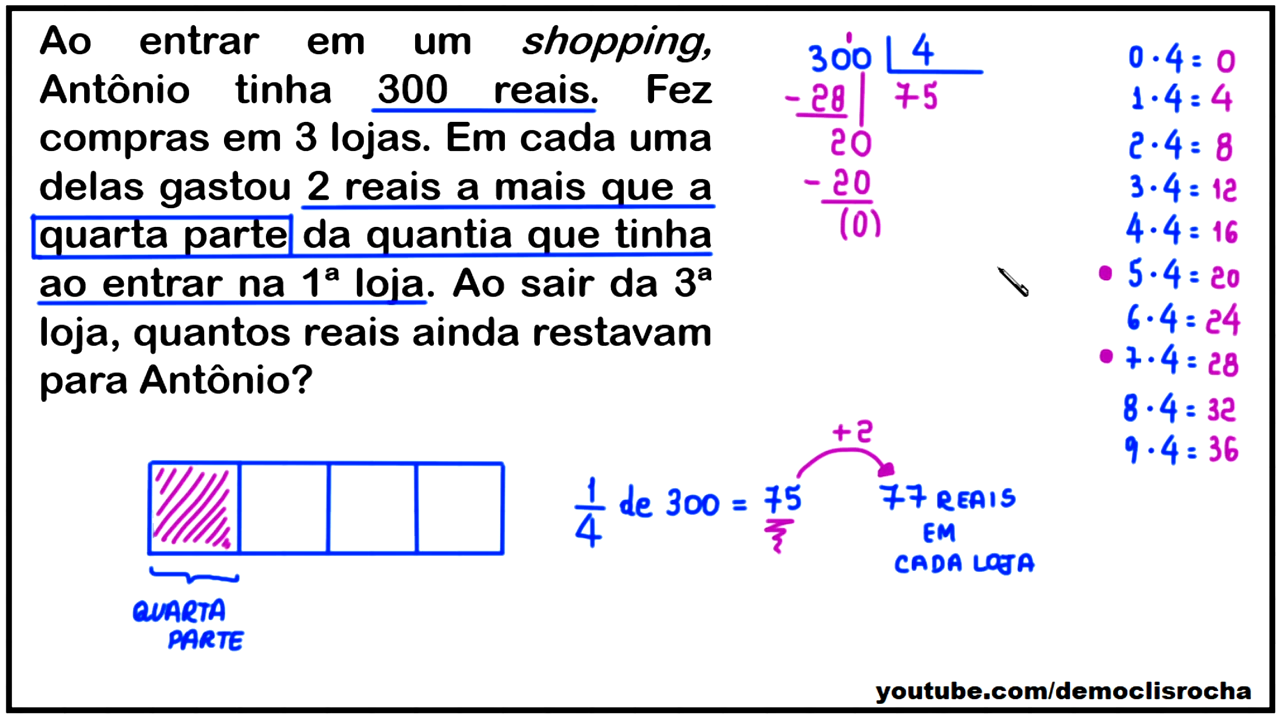 Ao entrar em um shopping,
Antônio tinha 300 reais. Fez
compras em 3 lojas. Em cada uma
delas gastou 2 reais a mais que a
quarta parte da quantia que tinha
ao entrar na 1ª loja. Ao sair da 3ª
loja, quantos reais ainda restavam
para Antônio?
300 4
- 28 75
20
- 20
(0)
0 · 4 = 0
1 · 4 = 4
2 · 4 = 8
3 · 4 = 12
4 · 4 = 16
5 · 4 = 20
6 · 4 = 24
7 · 4 = 28
8 · 4 = 32
9 · 4 = 36
QUARTA
PARTE
1/4 de 300 = 75
+2
77 REAIS
EM
CADA LOJA
youtube.com/democlisrocha